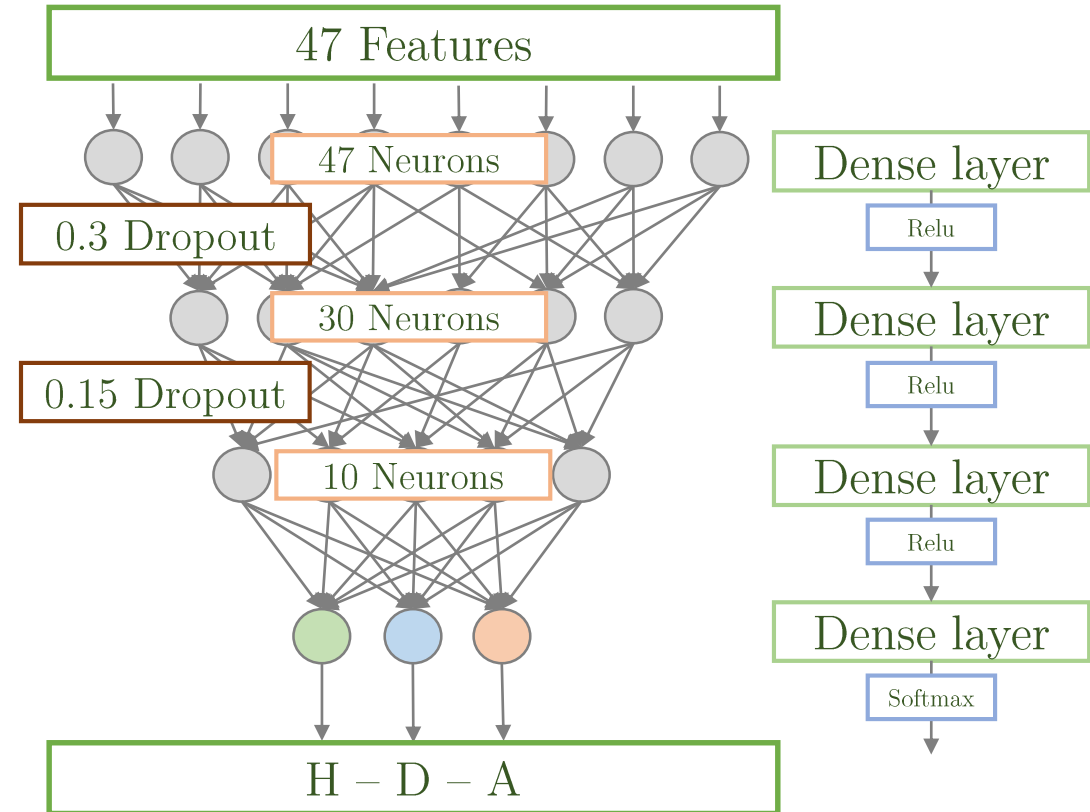 47 Features
47 Neurons
Dense layer
0.3 Dropout
Relu
30 Neurons
Dense layer
0.15 Dropout
Relu
10 Neurons
Dense layer
Relu
Dense layer
Softmax
H – D – A